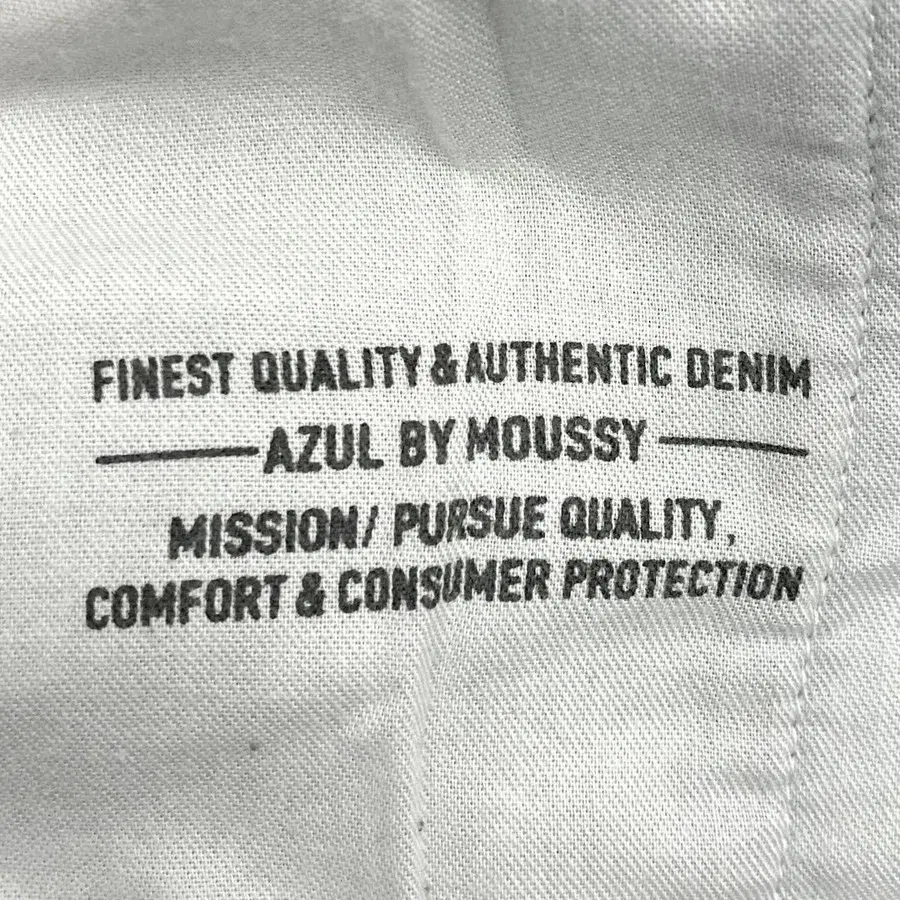 FINEST QUALITY & AUTHENTIC DENIM
AZUL BY MOUSSY
MISSION/ PURSUE QUALITY,
COMFORT & CONSUMER PROTECTION